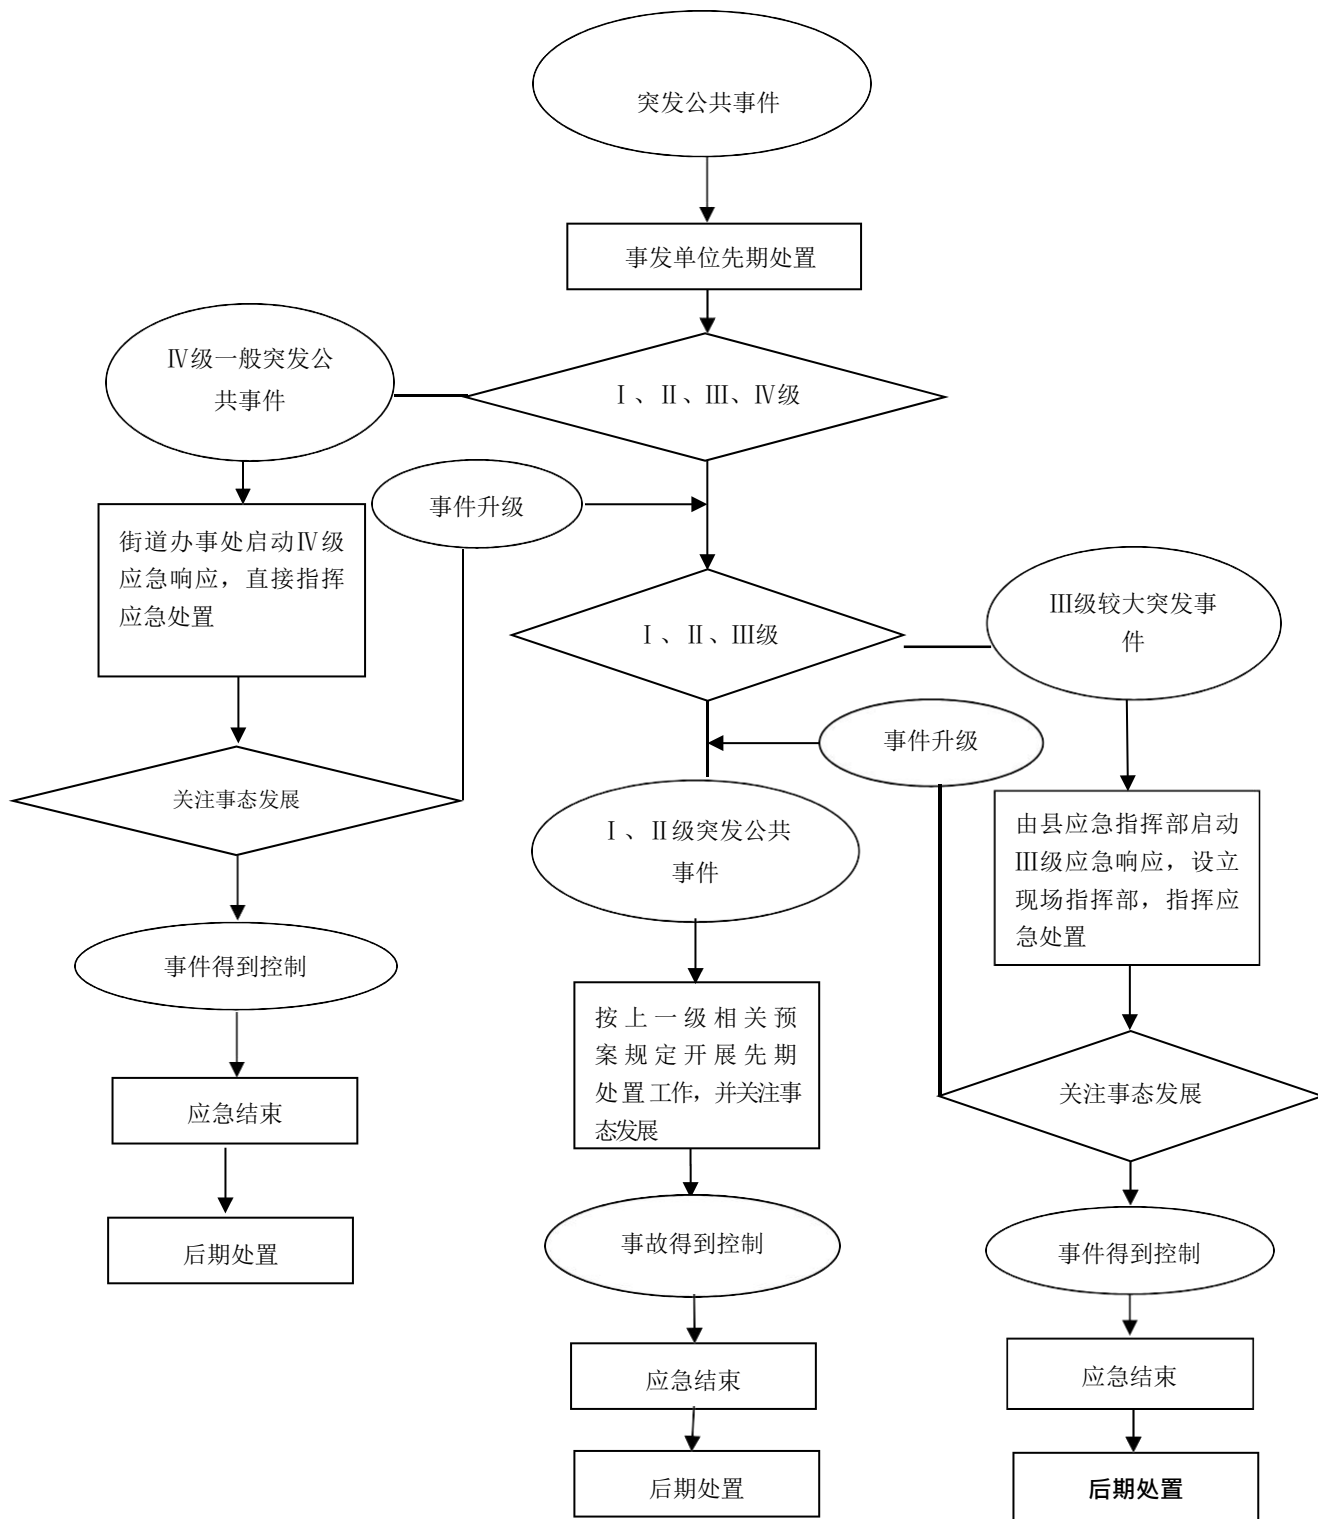 突发公共事件
事发单位先期处置
Ⅳ级一般突发公
共事件
Ⅰ、Ⅱ、Ⅲ、Ⅳ级
事件升级
街道办事处启动Ⅳ级
应急响应，直接指挥
应急处置
Ⅰ、Ⅱ、Ⅲ级
Ⅲ级较大突发事
件
事件升级
关注事态发展
Ⅰ、Ⅱ级突发公共
事件
由县应急指挥部启动
Ⅲ级应急响应，设立
现场指挥部，指挥应
急处置
事件得到控制
按上一级相关预
案规定开展先期
处置工作，并关注事
态发展
关注事态发展
应急结束
后期处置
事故得到控制
事件得到控制
应急结束
应急结束
后期处置
后期处置